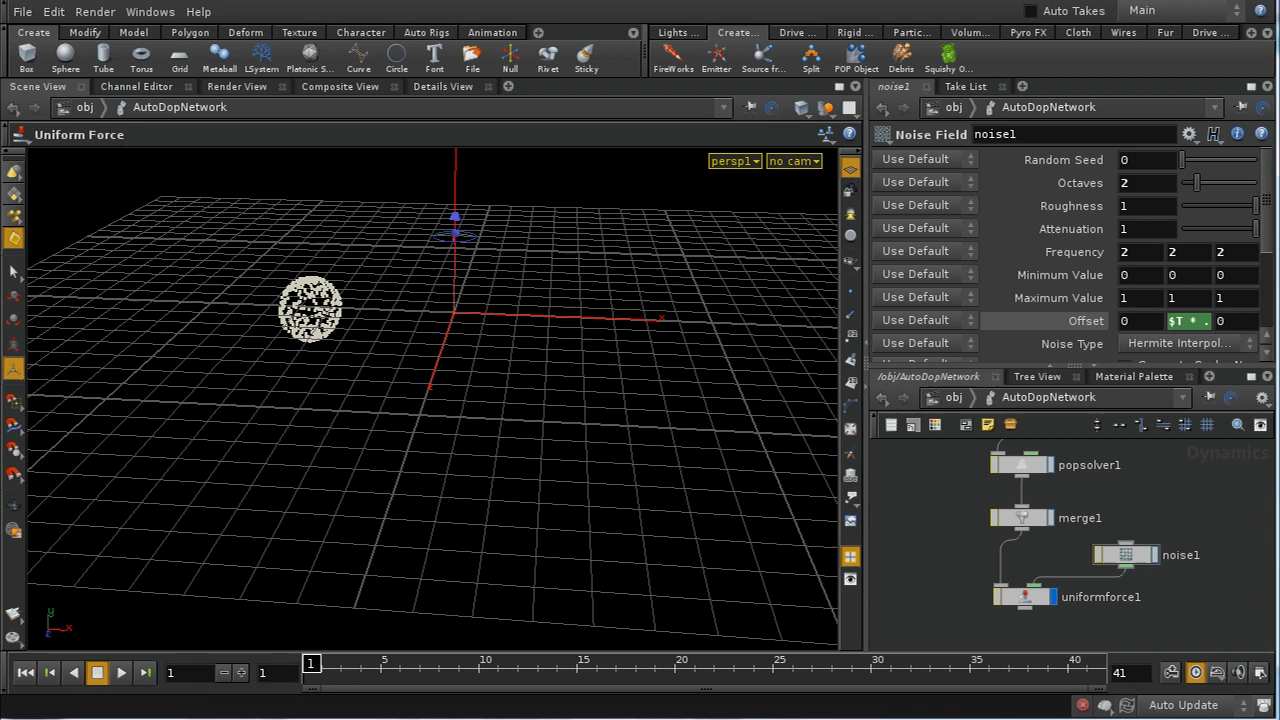 File Edit Render Windows Help Auto Takes Main
Create Modify Model Polygon Deform Texture Character Auto Rigs Animation Lights ... Create... Drive ... Rigid ... Partic... Volum... Pyro FX Cloth Wires Fur Drive ...
Box Sphere Tube Torus Grid Metaball LSystem Platonic S... Curve Circle Font File Null Rivet Sticky FireWorks Emitter Source fr... Split POP Object Debris Squishy O...
Scene View Channel Editor Render View Composite View Details View noise1 Take List
obj AutoDopNetwork obj AutoDopNetwork
Uniform Force Noise Field noise1
persp1 no cam
Use Default Random Seed 0
Use Default Octaves 2
Use Default Roughness 1
Use Default Attenuation 1
Use Default Frequency 2 2 2
Use Default Minimum Value 0 0 0
Use Default Maximum Value 1 1 1
Use Default Offset 0 $T * . 0
Use Default Noise Type Hermite Interpol...
x
/obj/AutoDopNetwork Tree View Material Palette
obj AutoDopNetwork
Dynamics
popsolver1
merge1
noise1
uniformforce1
y
z x
1 1 1 5 10 15 20 25 30 35 40 41
Auto Update